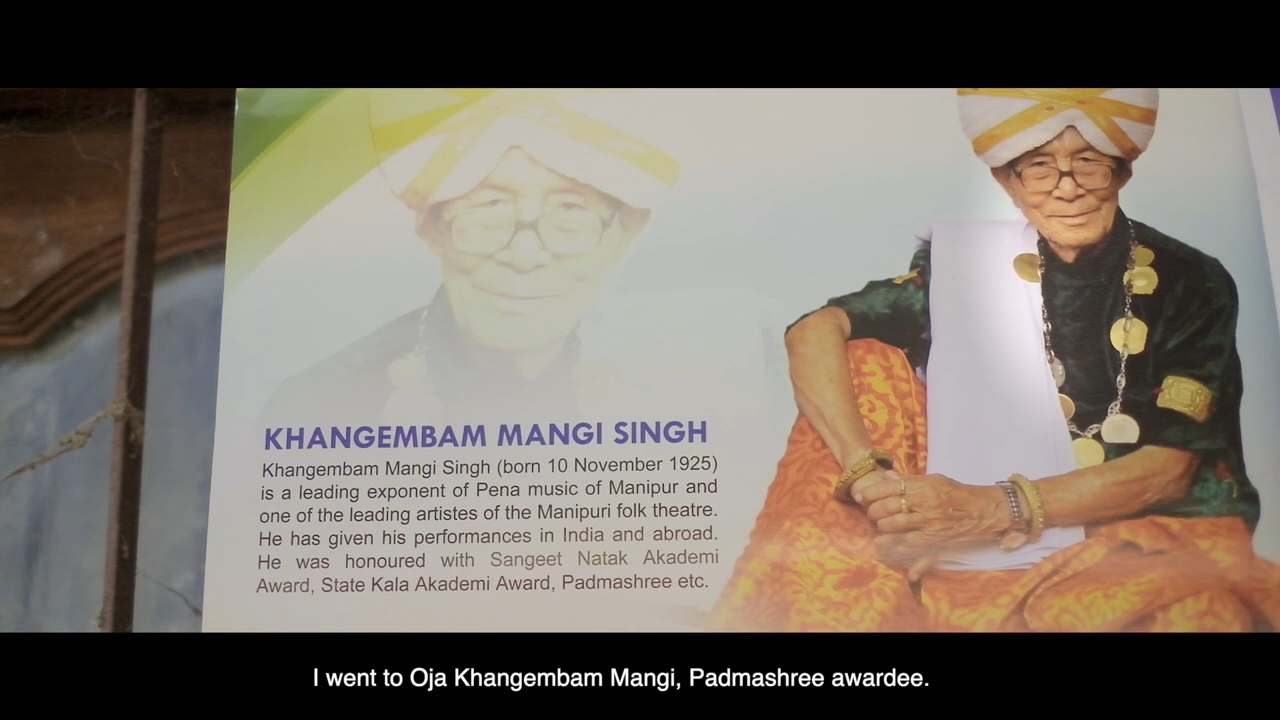 KHANGEMBAM MANGI SINGH
Khangembam Mangi Singh (born 10 November 1925)
is a leading exponent of Pena music of Manipur and
one of the leading artistes of the Manipuri folk theatre.
He has given his performances in India and abroad.
He was honoured with Sangeet Natak Akademi
Award, State Kala Akademi Award, Padmashree etc.
I went to Oja Khangembam Mangi, Padmashree awardee.